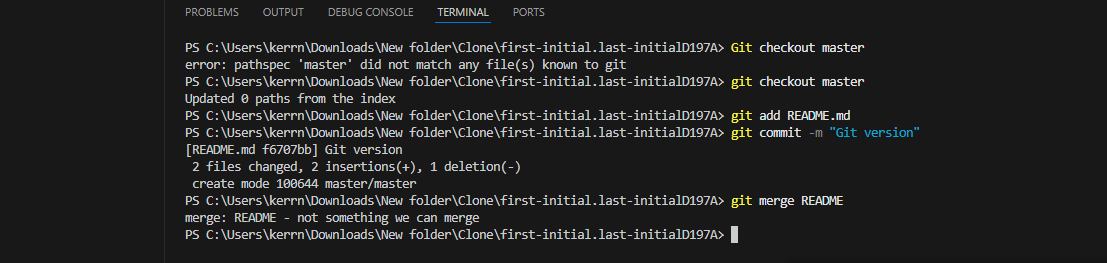 PROBLEMS OUTPUT DEBUG CONSOLE TERMINAL PORTS
PS C:\Users\kerrn\Downloads\New folder\Clone\first-initial.last-initialD197A> Git checkout master
error: pathspec 'master' did not match any file(s) known to git
PS C:\Users\kerrn\Downloads\New folder\Clone\first-initial.last-initialD197A> git checkout master
Updated 0 paths from the index
PS C:\Users\kerrn\Downloads\New folder\Clone\first-initial.last-initialD197A> git add README.md
PS C:\Users\kerrn\Downloads\New folder\Clone\first-initial.last-initialD197A> git commit -m "Git version"
[README.md f6707bb] Git version
 2 files changed, 2 insertions(+), 1 deletion(-)
 create mode 100644 master/master
PS C:\Users\kerrn\Downloads\New folder\Clone\first-initial.last-initialD197A> git merge README
merge: README - not something we can merge
PS C:\Users\kerrn\Downloads\New folder\Clone\first-initial.last-initialD197A>